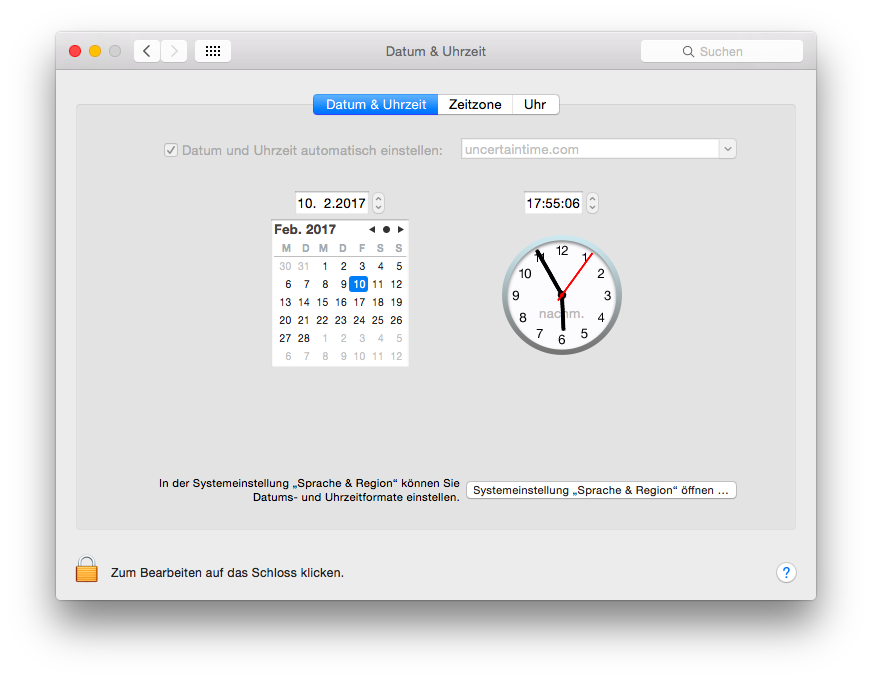 Datum & Uhrzeit
Suchen
Datum & Uhrzeit
Zeitzone
Uhr
Datum und Uhrzeit automatisch einstellen:
uncertaintime.com
10. 2.2017
17:55:06
Feb. 2017
M D M D F S S
30 31 1 2 3 4 5
6 7 8 9 10 11 12
13 14 15 16 17 18 19
20 21 22 23 24 25 26
27 28 1 2 3 4 5
6 7 8 9 10 11 12
12
11 1
10 2
9 3
nachm.
8 4
7 5
6
In der Systemeinstellung „Sprache & Region“ können Sie
Datums- und Uhrzeitformate einstellen.
Systemeinstellung „Sprache & Region“ öffnen ...
Zum Bearbeiten auf das Schloss klicken.
?